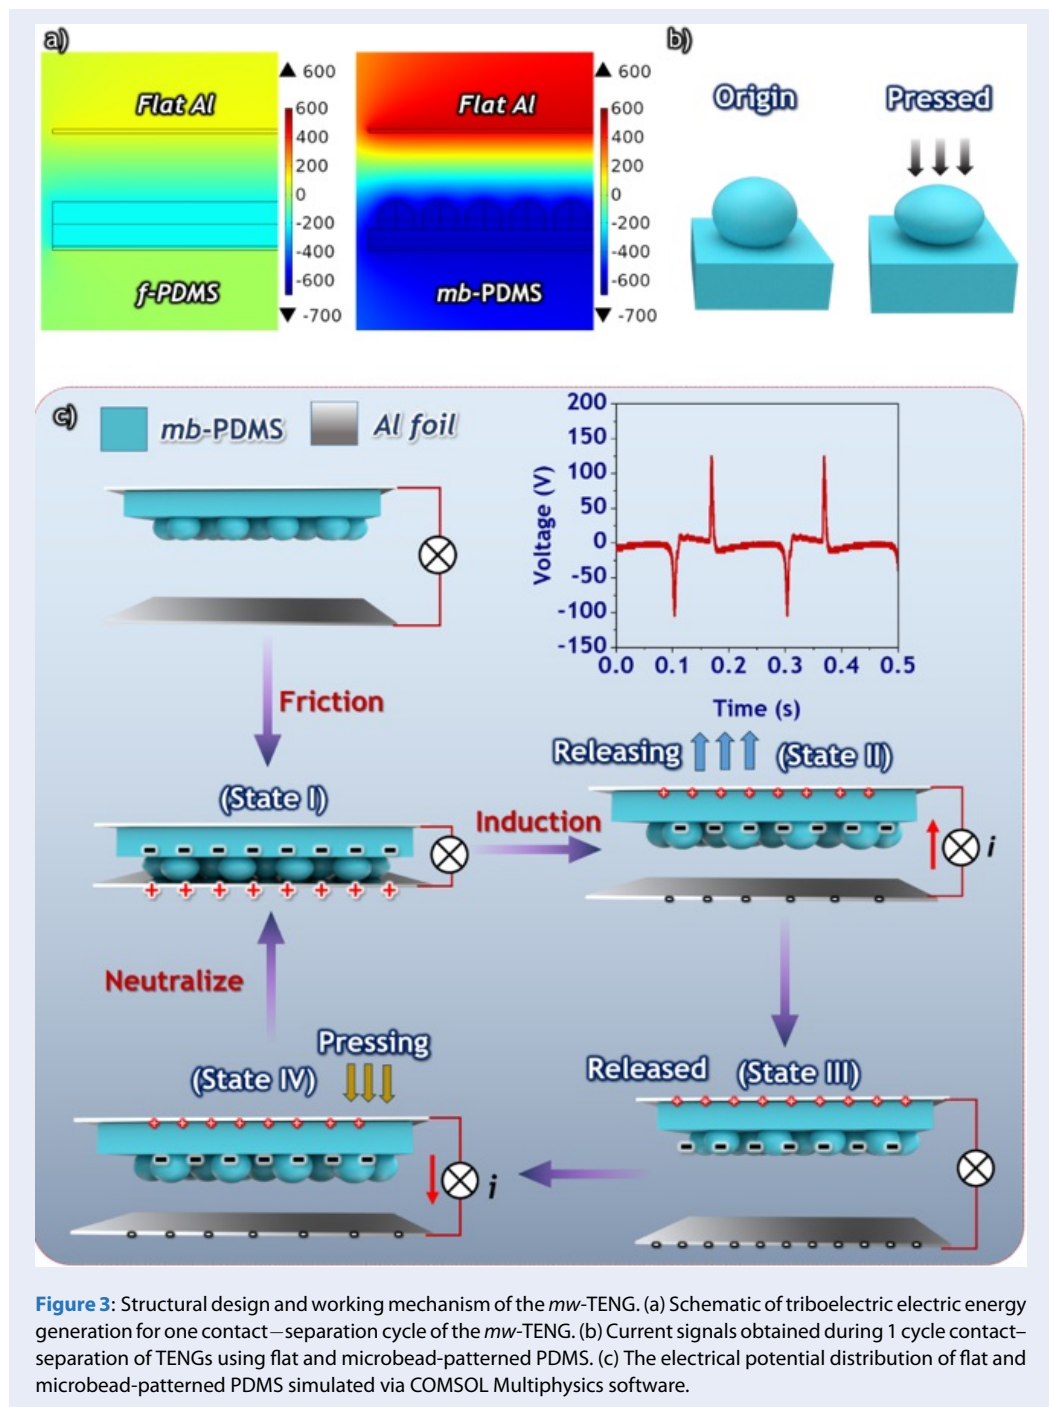 a)
Flat Al
600
600
400
200
0
-200
-400
-600
-700
f-PDMS
Flat Al
600
600
400
200
0
-200
-400
-600
-700
mb-PDMS
b)
Origin
Pressed
c)
mb-PDMS
Al foil
200
150
100
50
0
-50
-100
-150
Voltage (V)
0.0 0.1 0.2 0.3 0.4 0.5
Time (s)
Friction
(State I)
Induction
Releasing
(State II)
i
Neutralize
Pressing
(State IV)
i
Released
(State III)
Figure 3: Structural design and working mechanism of the mw-TENG. (a) Schematic of triboelectric electric energy
generation for one contact−separation cycle of the mw-TENG. (b) Current signals obtained during 1 cycle contact–
separation of TENGs using flat and microbead-patterned PDMS. (c) The electrical potential distribution of flat and
microbead-patterned PDMS simulated via COMSOL Multiphysics software.